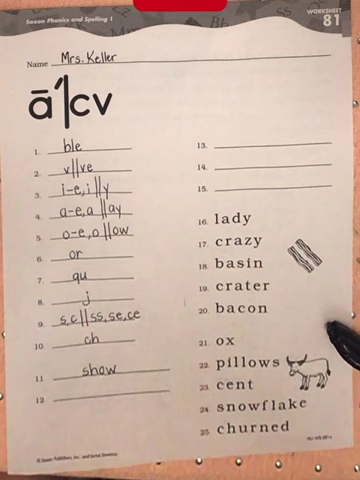 Saxon Phonics and Spelling 1
WORKSHEET
81
Name Mrs. Keller
ā′|cv
1. ble
2. v||ve
3. i-e,i||y
4. a-e,a||ay
5. o-e,o||ow
6. or
7. qu
8. j
9. s,c||ss,se,ce
10. ch
11. show
12.
13.
14.
15.
16. lady
17. crazy
18. basin
19. crater
20. bacon
21. ox
22. pillows
23. cent
24. snowflake
25. churned
© Saxon Publishers, Inc. and Lorna Simmons